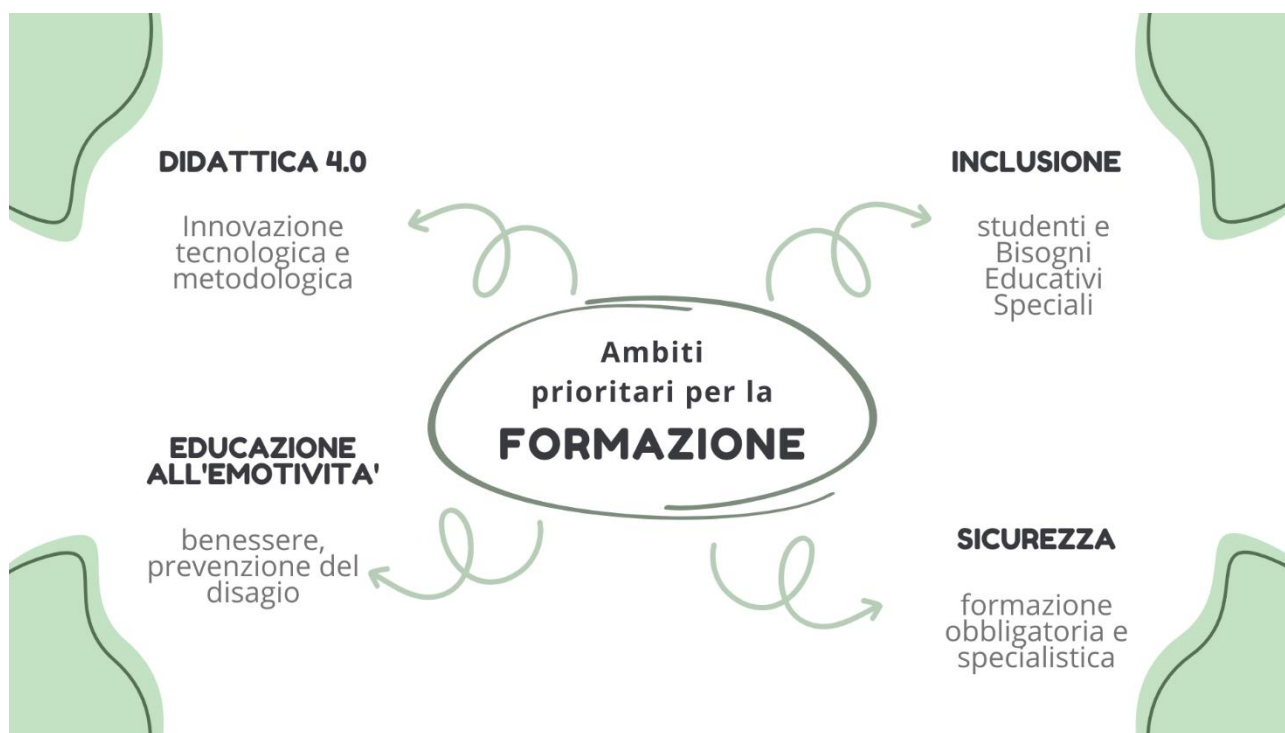 DIDATTICA 4.0
Innovazione
tecnologica e
metodologica
INCLUSIONE
studenti e
Bisogni
Educativi
Speciali
Ambiti
prioritari per la
FORMAZIONE
EDUCAZIONE
ALL'EMOTIVITA'
benessere,
prevenzione del
disagio
SICUREZZA
formazione
obbligatoria e
specialistica